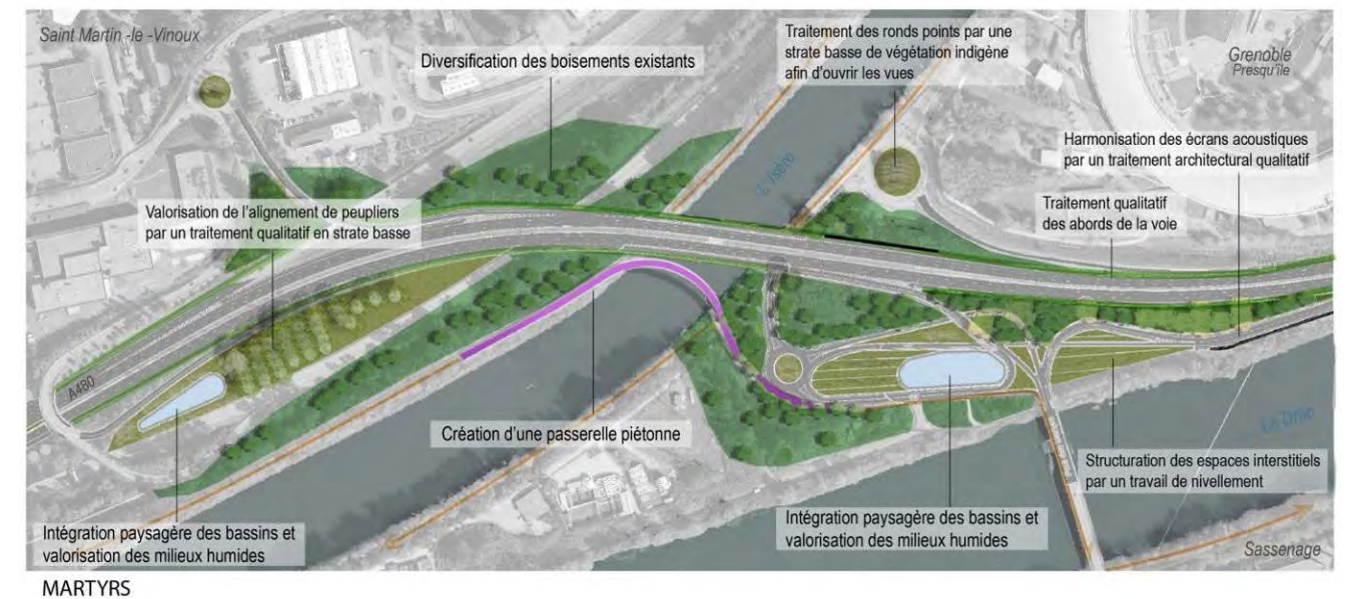 Saint Martin -le -Vinoux
Diversification des boisements existants
Traitement des ronds points par une
strate basse de végétation indigène
afin d'ouvrir les vues
Grenoble
Presqu'île
Harmonisation des écrans acoustiques
par un traitement architectural qualitatif
L'Isère
Valorisation de l'alignement de peupliers
par un traitement qualitatif en strate basse
Traitement qualitatif
des abords de la voie
A480
Création d'une passerelle piétonne
Le Drac
Structuration des espaces interstitiels
par un travail de nivellement
Intégration paysagère des bassins et
valorisation des milieux humides
Intégration paysagère des bassins et
valorisation des milieux humides
Sassenage
MARTYRS